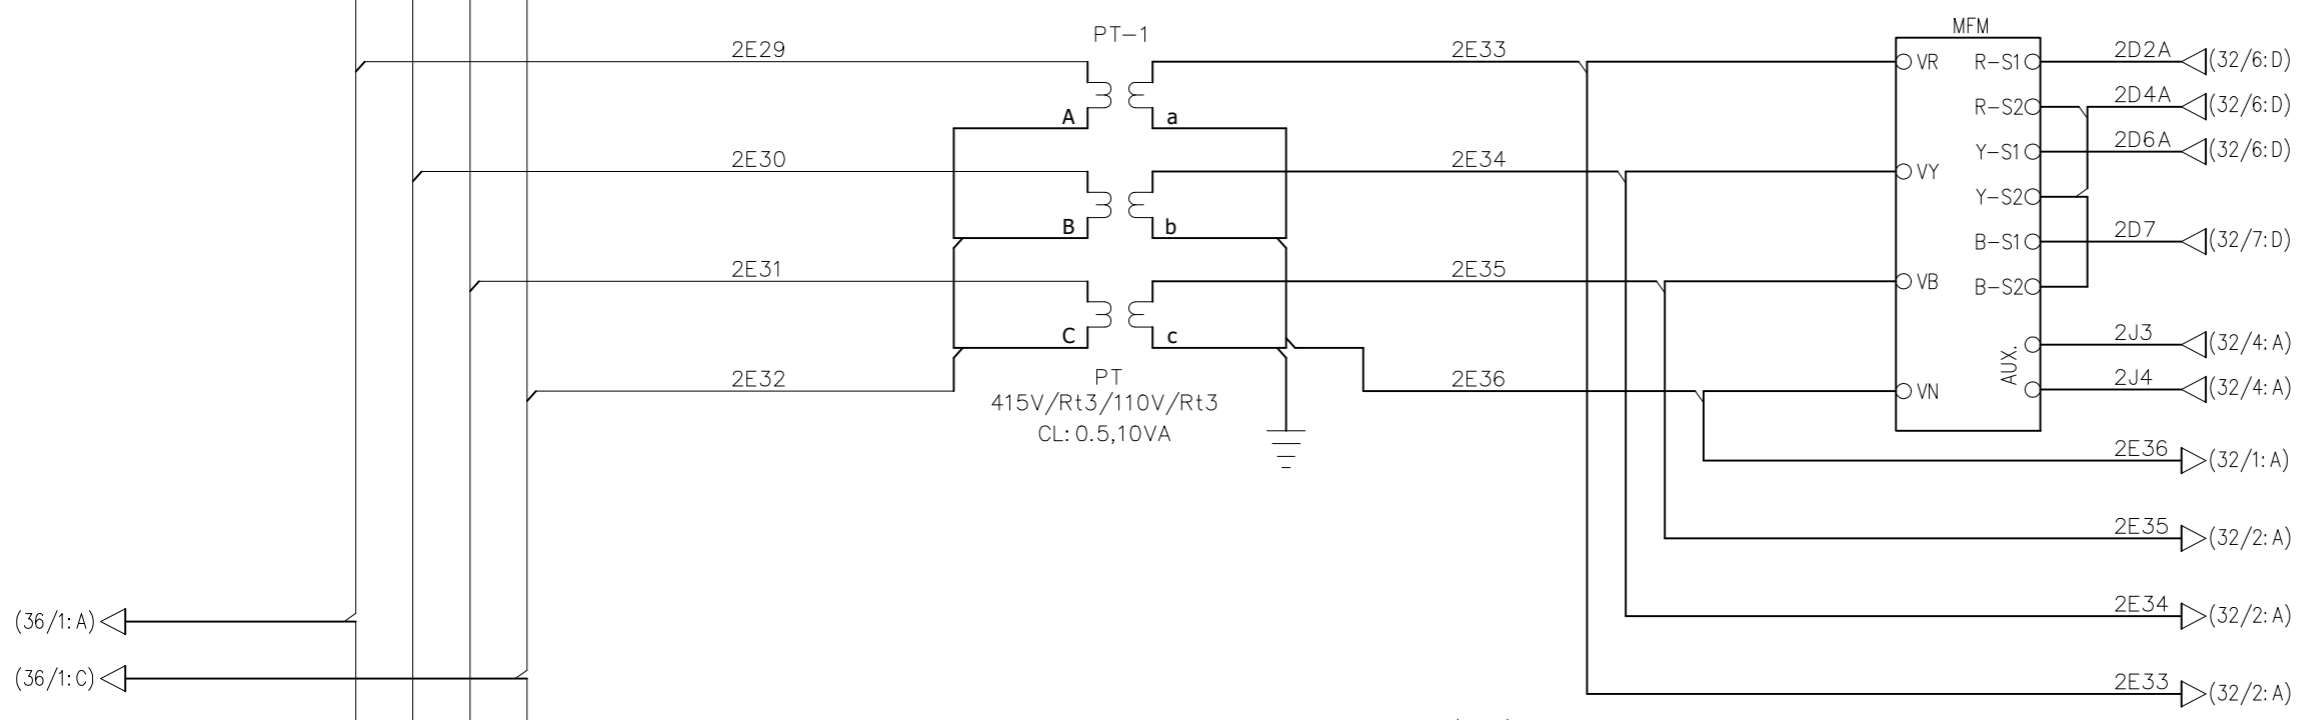 MFM
PT-1
2E29
2E33
VR
R-S1
2D2A
(32/6:D)
R-S2
2D4A
(32/6:D)
A
a
2E30
2E34
VY
Y-S1
2D6A
(32/6:D)
Y-S2
B
b
B-S1
2D7
(32/7:D)
2E31
2E35
VB
B-S2
C
c
AUX.
2J3
(32/4:A)
PT
415V/Rt3/110V/Rt3
CL:0.5,10VA
2E32
2E36
VN
2J4
(32/4:A)
2E36
(32/1:A)
2E35
(32/2:A)
2E34
(32/2:A)
(36/1:A)
(36/1:C)
2E33
(32/2:A)